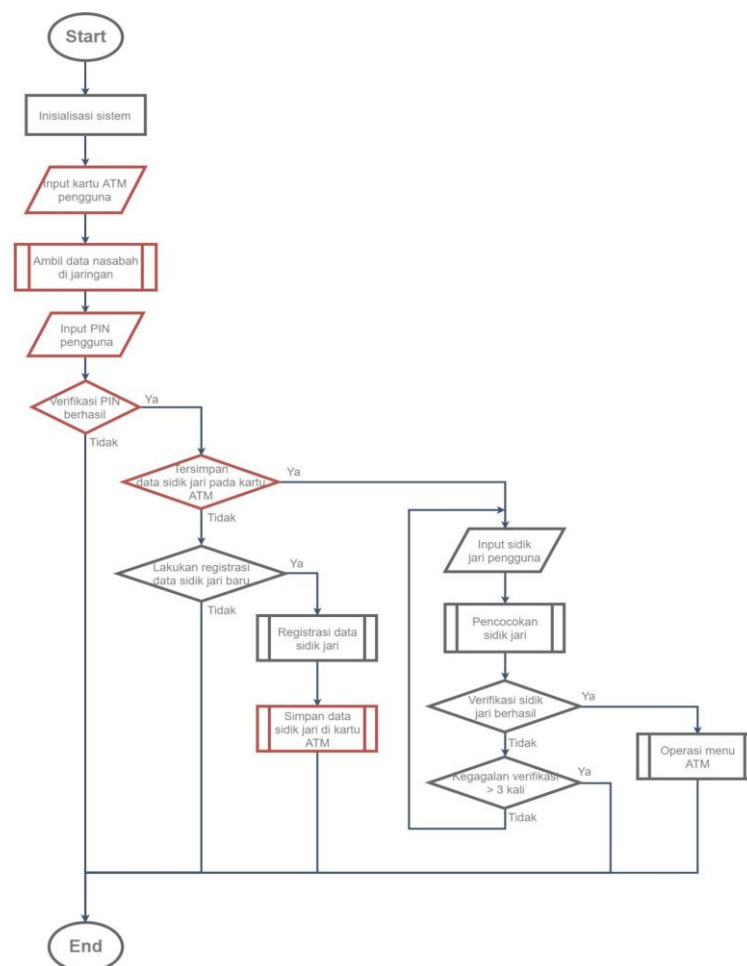 Start
Inisialisasi sistem
Input kartu ATM
pengguna
Ambil data nasabah
di jaringan
Input PIN
pengguna
Verifikasi PIN
berhasil
Ya
Tidak
Tersimpan
data sidik jari pada kartu
ATM
Ya
Tidak
Lakukan registrasi
data sidik jari baru
Ya
Tidak
Registrasi data
sidik jari
Simpan data
sidik jari di kartu
ATM
Input sidik
jari pengguna
Pencocokan
sidik jari
Verifikasi sidik
jari berhasil
Ya
Tidak
Kegagalan verifikasi
> 3 kali
Ya
Tidak
Operasi menu
ATM
End